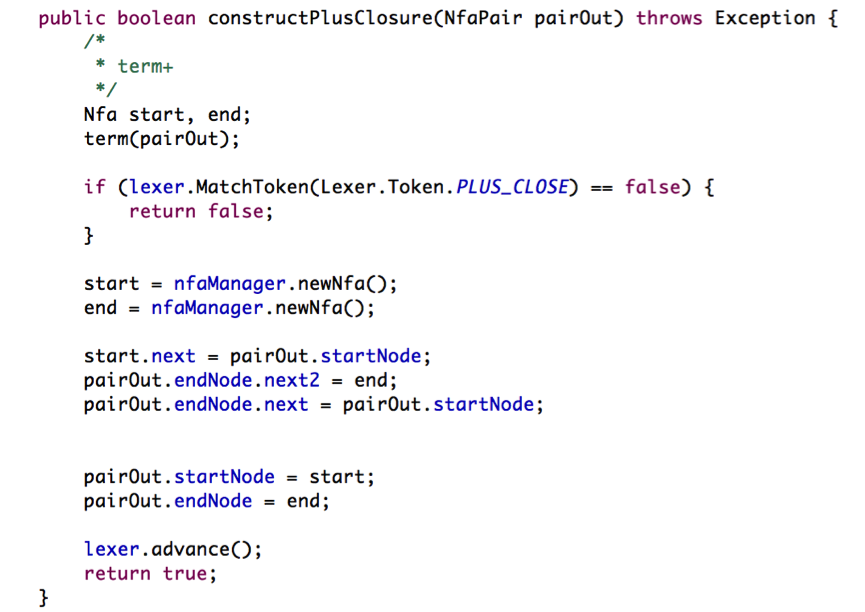 public boolean constructPlusClosure(NfaPair pairOut) throws Exception {
/*
* term+
*/
Nfa start, end;
term(pairOut);
if (lexer.MatchToken(Lexer.Token.PLUS_CLOSE) == false) {
return false;
}
start = nfaManager.newNfa();
end = nfaManager.newNfa();
start.next = pairOut.startNode;
pairOut.endNode.next2 = end;
pairOut.endNode.next = pairOut.startNode;
pairOut.startNode = start;
pairOut.endNode = end;
lexer.advance();
return true;
}